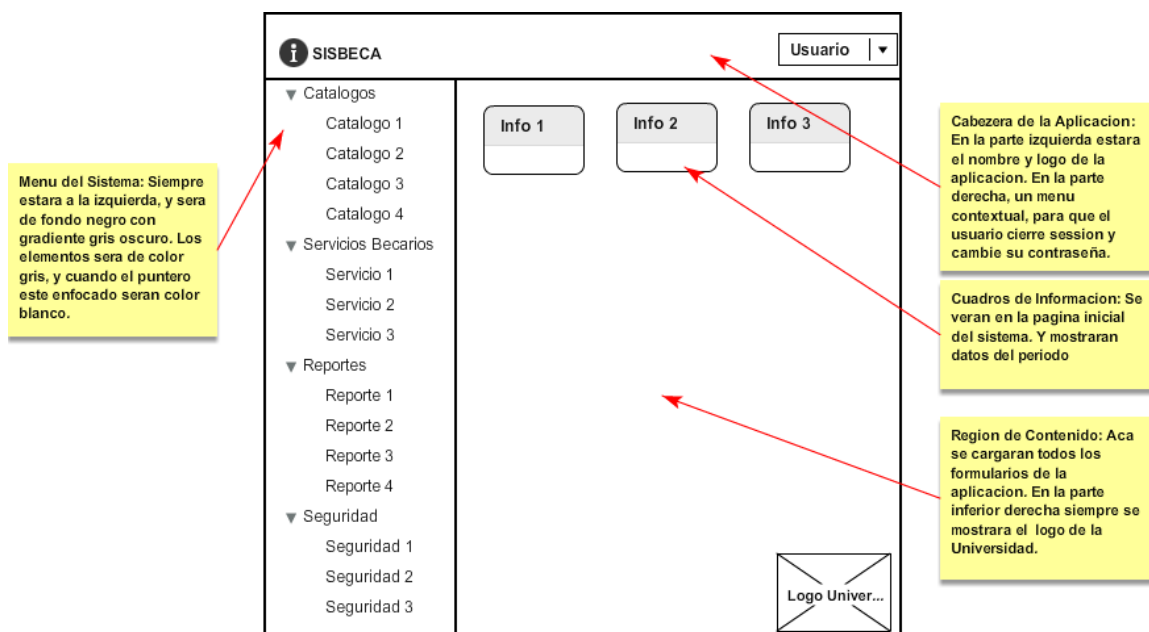 SISBECA
Usuario
Catalogos
Catalogo 1
Catalogo 2
Catalogo 3
Catalogo 4
Servicios Becarios
Servicio 1
Servicio 2
Servicio 3
Reportes
Reporte 1
Reporte 2
Reporte 3
Reporte 4
Seguridad
Seguridad 1
Seguridad 2
Seguridad 3
Info 1
Info 2
Info 3
Logo Univer...
Menu del Sistema: Siempre
estara a la izquierda, y sera
de fondo negro con
gradiente gris oscuro. Los
elementos sera de color
gris, y cuando el puntero
este enfocado seran color
blanco.
Cabezera de la Aplicacion:
En la parte izquierda estara
el nombre y logo de la
aplicacion. En la parte
derecha, un menu
contextual, para que el
usuario cierre session y
cambie su contraseña.
Cuadros de Informacion: Se
veran en la pagina inicial
del sistema. Y mostraran
datos del periodo
Region de Contenido: Aca
se cargaran todos los
formularios de la
aplicacion. En la parte
inferior derecha siempre se
mostrara el logo de la
Universidad.